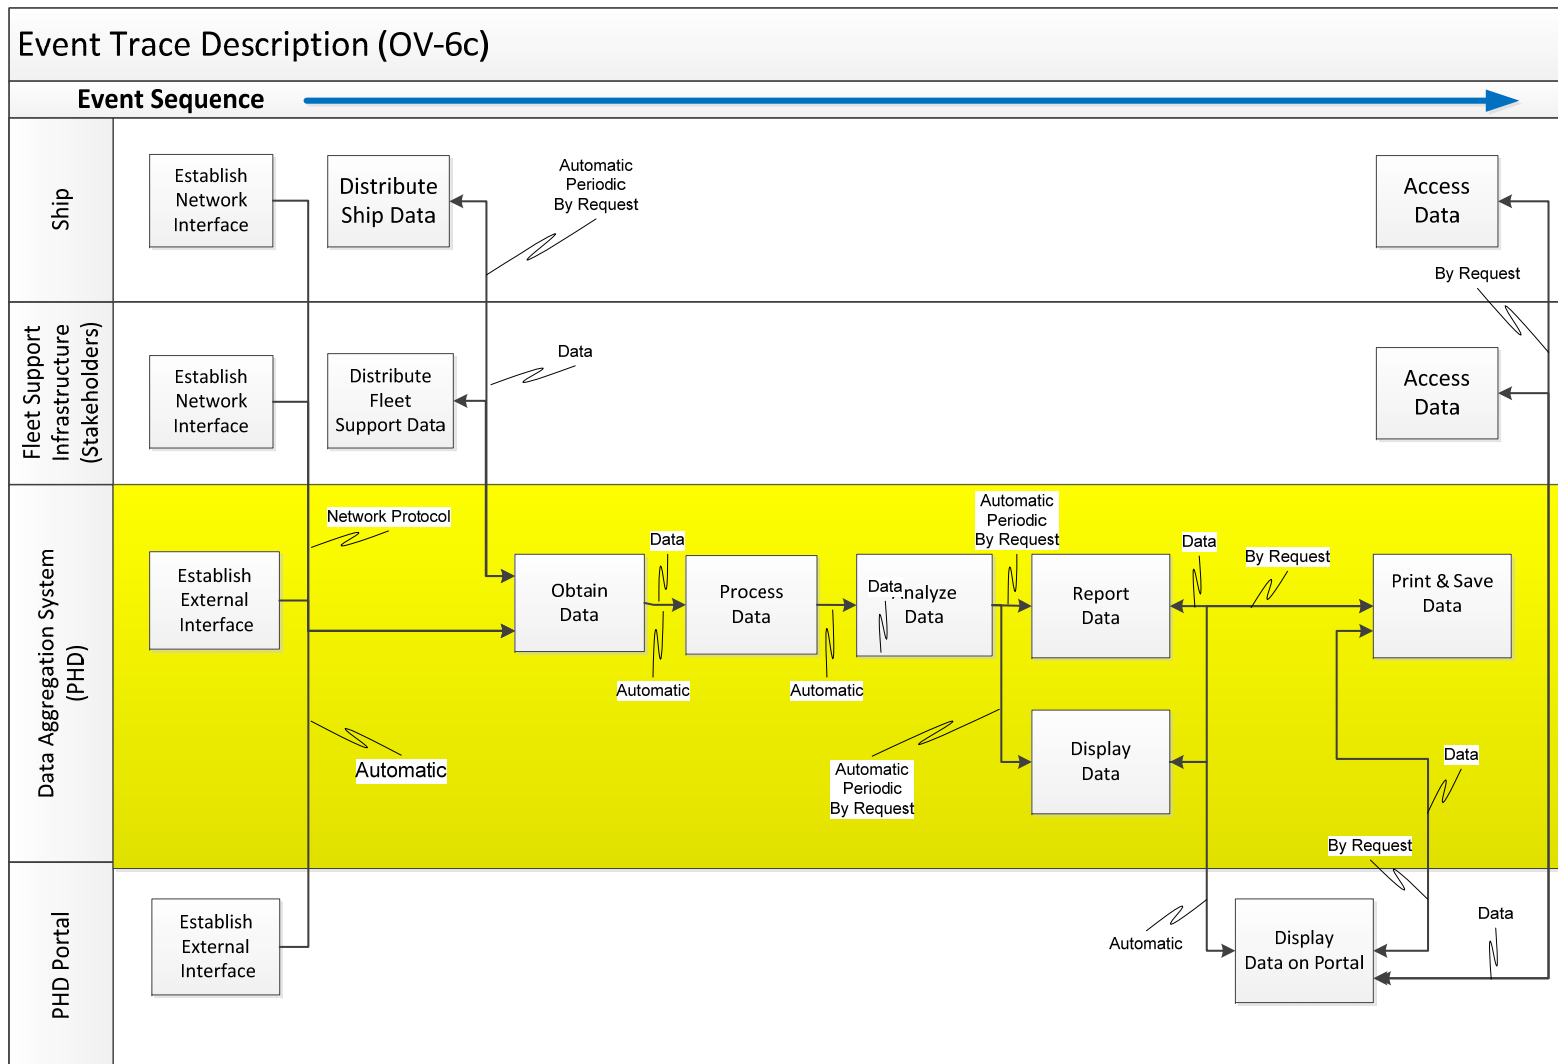 Event Trace Description (OV-6c)
Event Sequence
Ship
Establish
Network
Interface
Distribute
Ship Data
Automatic
Periodic
By Request
Access
Data
By Request
Fleet Support
Infrastructure
(Stakeholders)
Establish
Network
Interface
Distribute
Fleet
Support Data
Data
Access
Data
Data Aggregation System
(PHD)
Network Protocol
Establish
External
Interface
Automatic
Obtain
Data
Data
Automatic
Process
Data
Automatic
Data
Analyze
Data
Automatic
Periodic
By Request
Automatic
Periodic
By Request
Report
Data
Display
Data
Data
By Request
Print & Save
Data
Data
By Request
PHD Portal
Establish
External
Interface
Automatic
Display
Data on Portal
Data